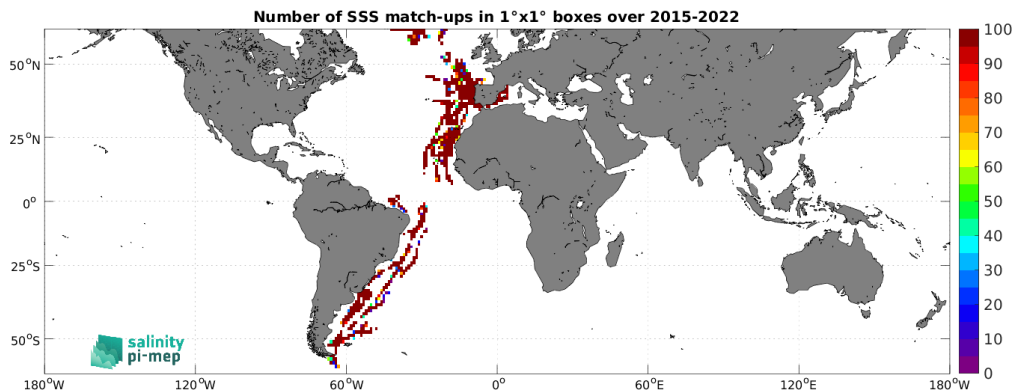 Number of SSS match-ups in 1°x1° boxes over 2015-2022
50°N
25°N
0°
25°S
50°S
180°W
120°W
60°W
0°
60°E
120°E
180°W
100
90
80
70
60
50
40
30
20
10
0
salinity
pi-mep